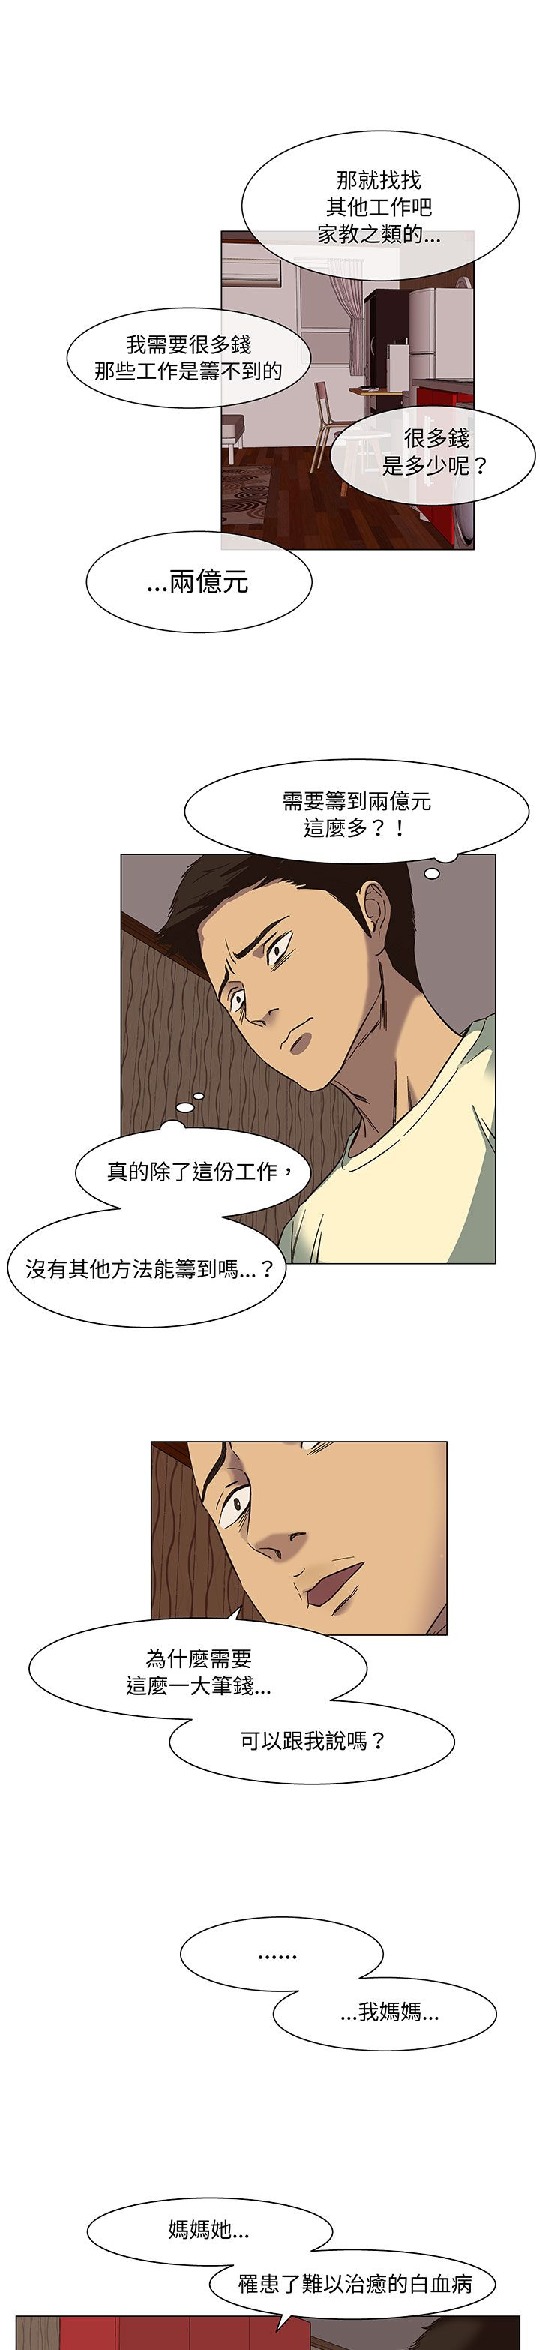 那就找找
其他工作吧
家教之類的...
我需要很多錢
那些工作是籌不到的
很多錢
是多少呢？
...兩億元
需要籌到兩億元
這麼多？！
真的除了這份工作，
沒有其他方法能籌到嗎...？
為什麼需要
這麼一大筆錢...
可以跟我說嗎？
......
...我媽媽...
媽媽她...
罹患了難以治癒的白血病